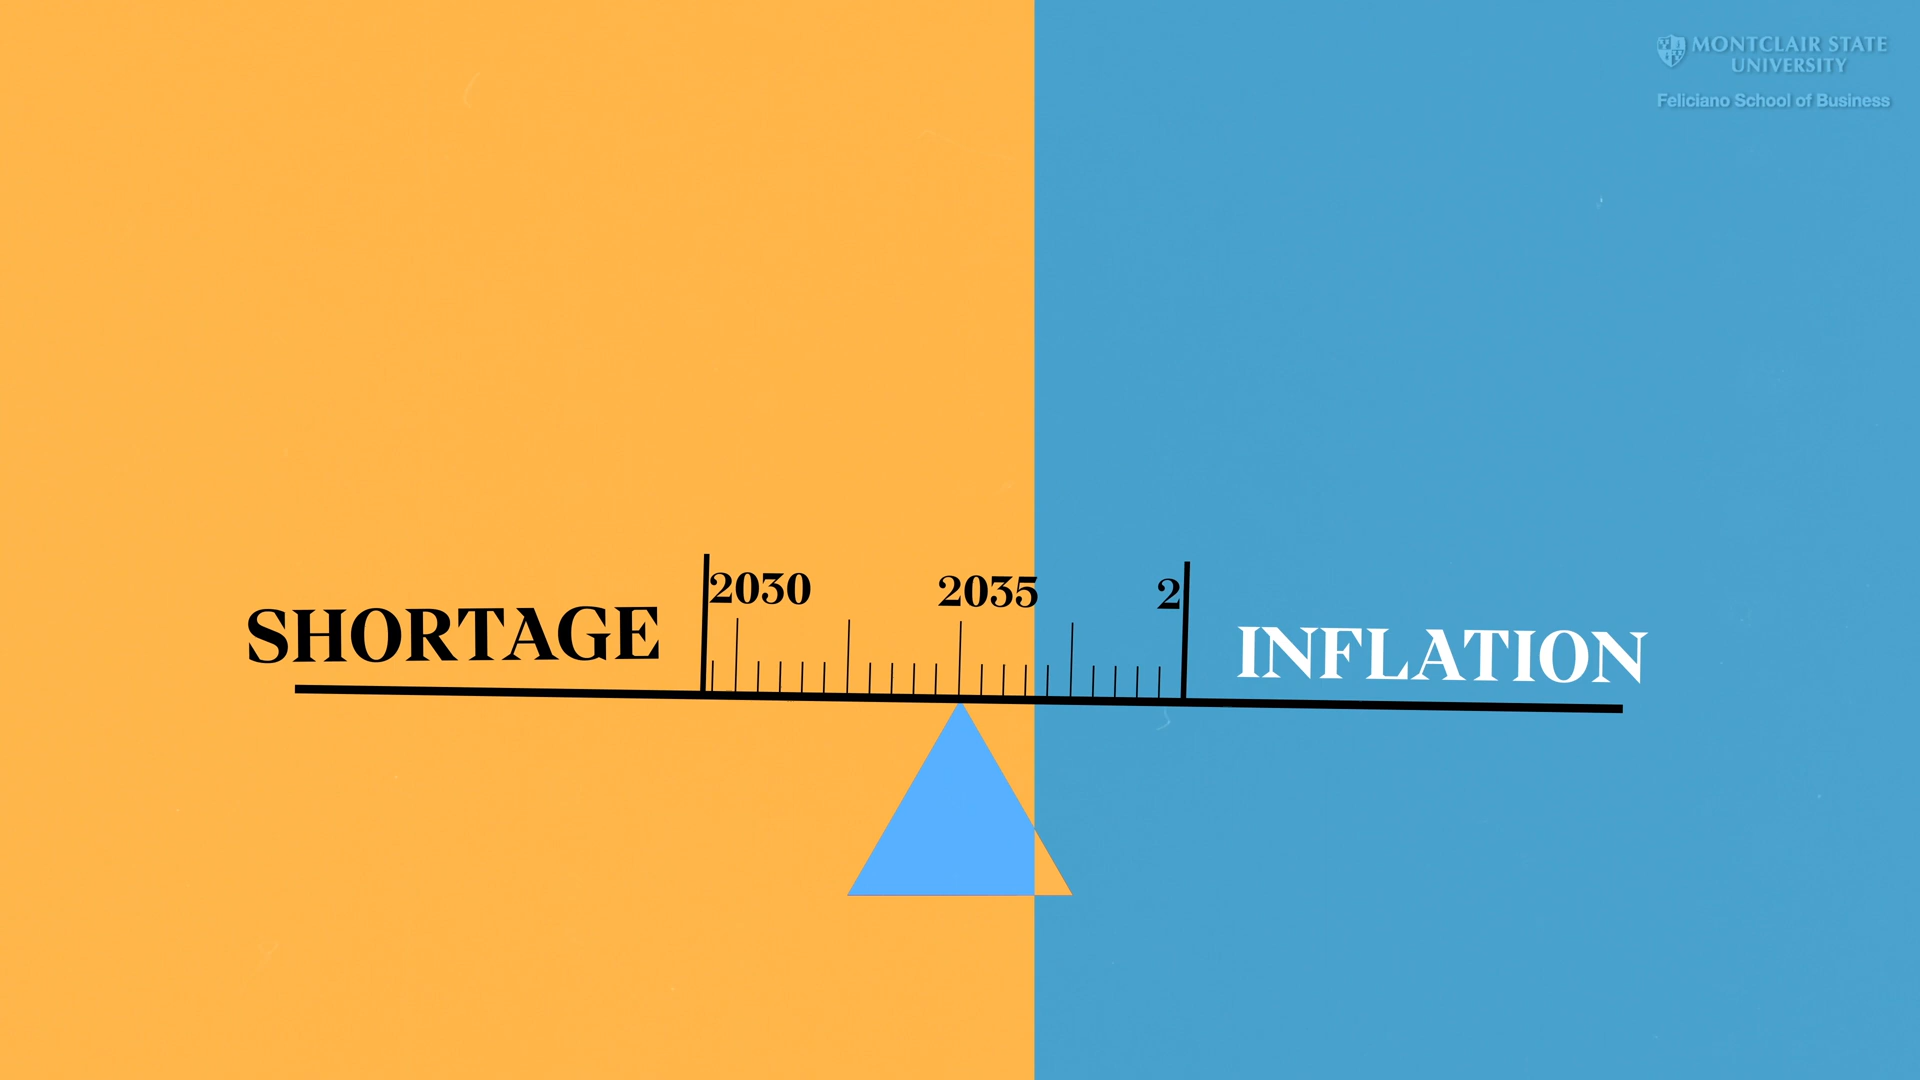 MONTCLAIR STATE
UNIVERSITY
Feliciano School of Business
2030 2035 2
SHORTAGE INFLATION